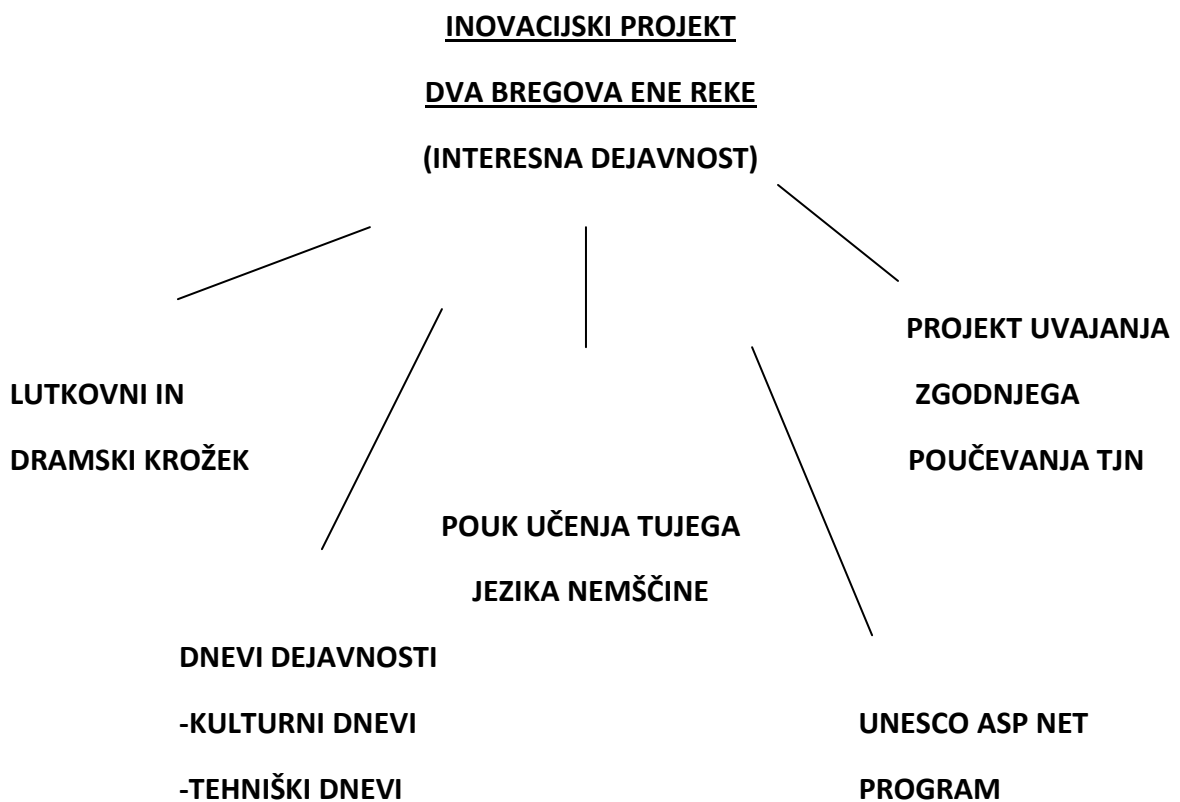 INOVACIJSKI PROJEKT
DVA BREGOVA ENE REKE
(INTERESNA DEJAVNOST)
LUTKOVNI IN
DRAMSKI KROŽEK
DNEVI DEJAVNOSTI
-KULTURNI DNEVI
-TEHNIŠKI DNEVI
POUK UČENJA TUJEGA
JEZIKA NEMŠČINE
UNESCO ASP NET
PROGRAM
PROJEKT UVAJANJA
ZGODNJEGA
POUČEVANJA TJN